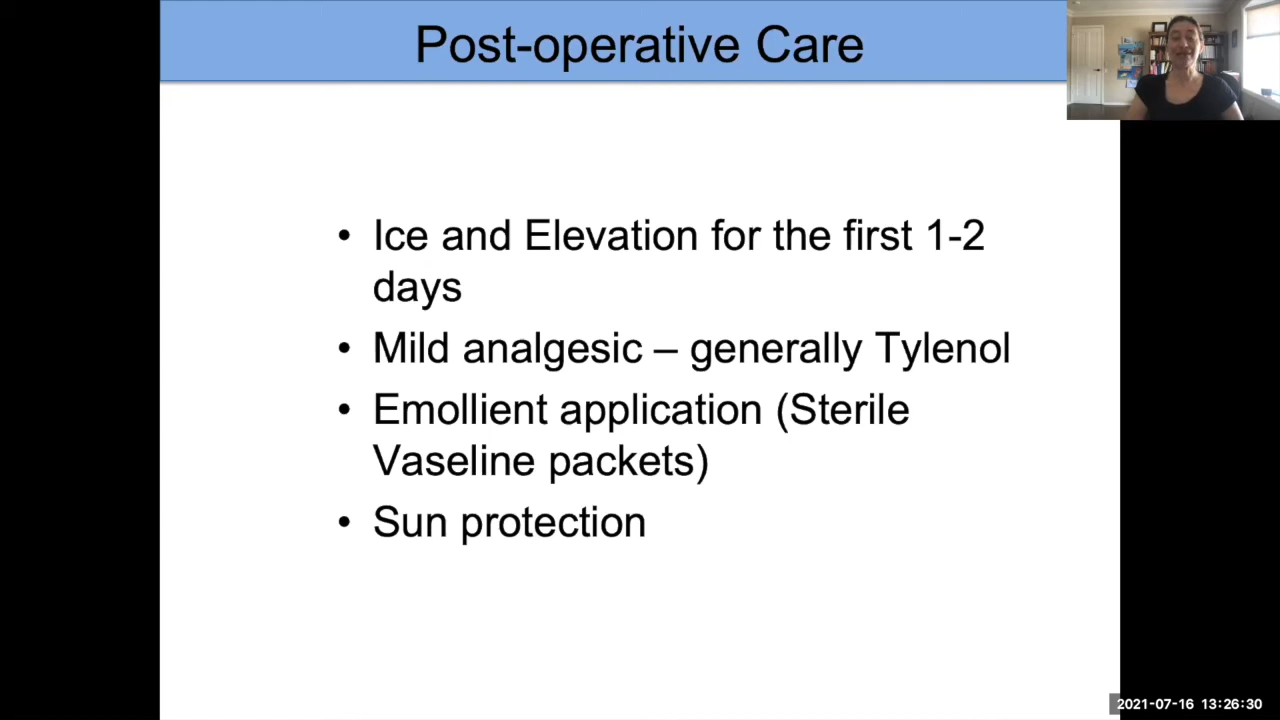 Post-operative Care
• Ice and Elevation for the first 1-2
days
• Mild analgesic – generally Tylenol
• Emollient application (Sterile
Vaseline packets)
• Sun protection
2021-07-16 13:26:30